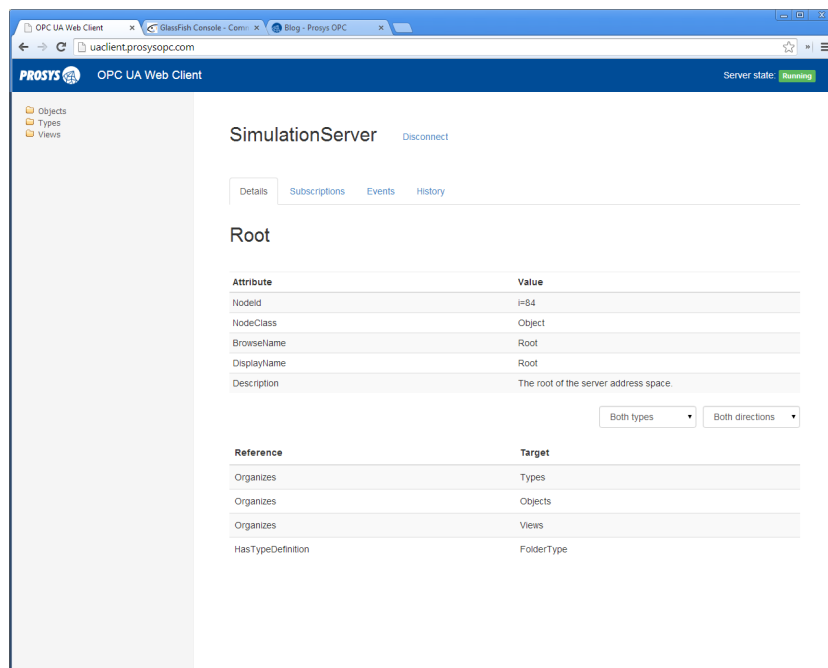 OPC UA Web Client
GlassFish Console - Comm
Blog - Prosys OPC
uaclient.prosysopc.com
PROSYS OPC UA Web Client Server state: Running
Objects
Types
Views
SimulationServer Disconnect
Details Subscriptions Events History
Root
Attribute Value
NodeId i=84
NodeClass Object
BrowseName Root
DisplayName Root
Description The root of the server address space.
Both types Both directions
Reference Target
Organizes Types
Organizes Objects
Organizes Views
HasTypeDefinition FolderType